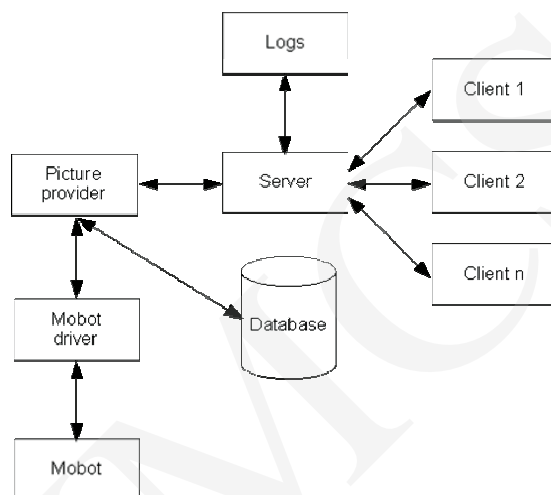 Logs
Client 1
Picture
provider
Server
Client 2
Client n
Mobot
driver
Database
Mobot